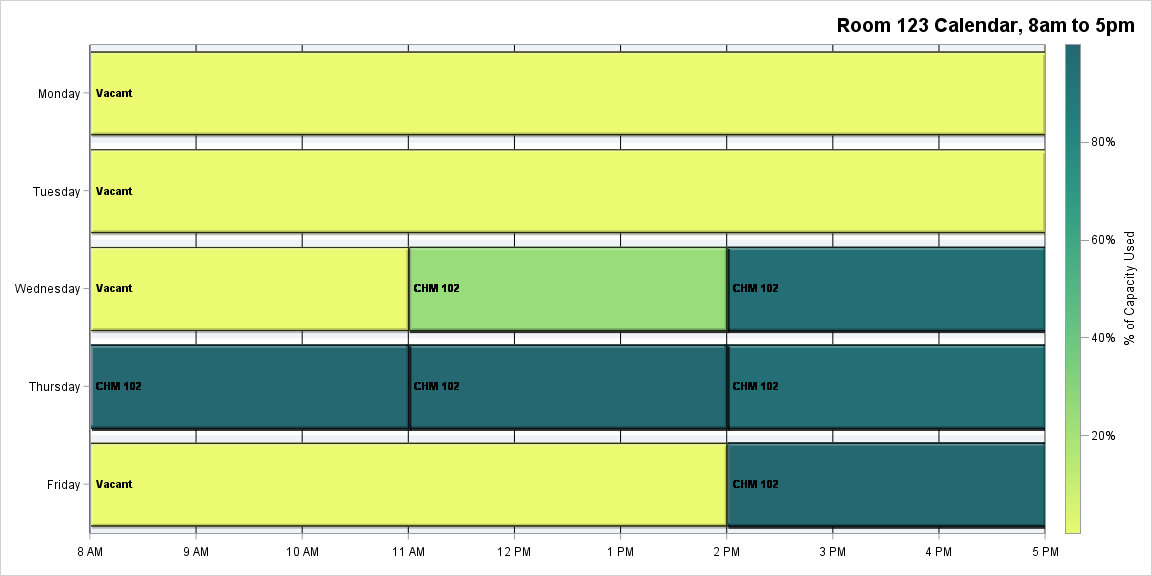 Room 123 Calendar, 8am to 5pm
Monday
Vacant
Tuesday
Vacant
Wednesday
Vacant
CHM 102
CHM 102
Thursday
CHM 102
CHM 102
CHM 102
Friday
Vacant
CHM 102
8 AM
9 AM
10 AM
11 AM
12 PM
1 PM
2 PM
3 PM
4 PM
5 PM
80%
60%
40%
20%
% of Capacity Used